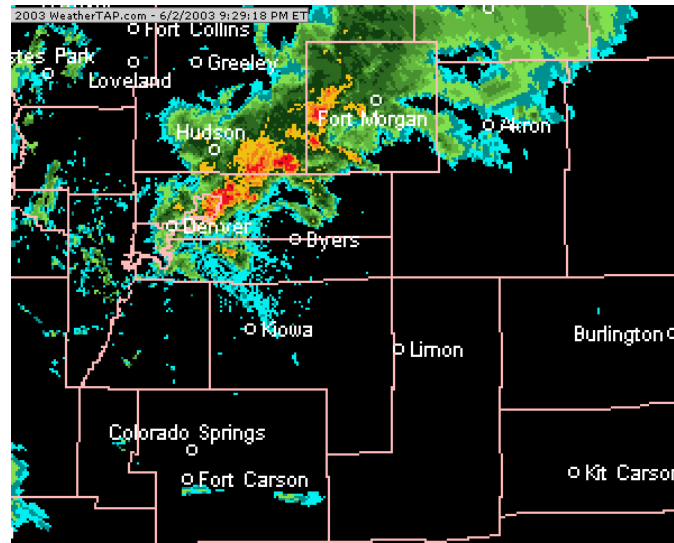 2003 WeatherTAP.com - 6/2/2003 9:29:18 PM ET
Fort Collins
stes Park
Greeley
Loveland
Fort Morgan
Hudson
Akron
Denver
Byers
Kiowa
Limon
Burlington
Colorado Springs
Fort Carson
Kit Carson